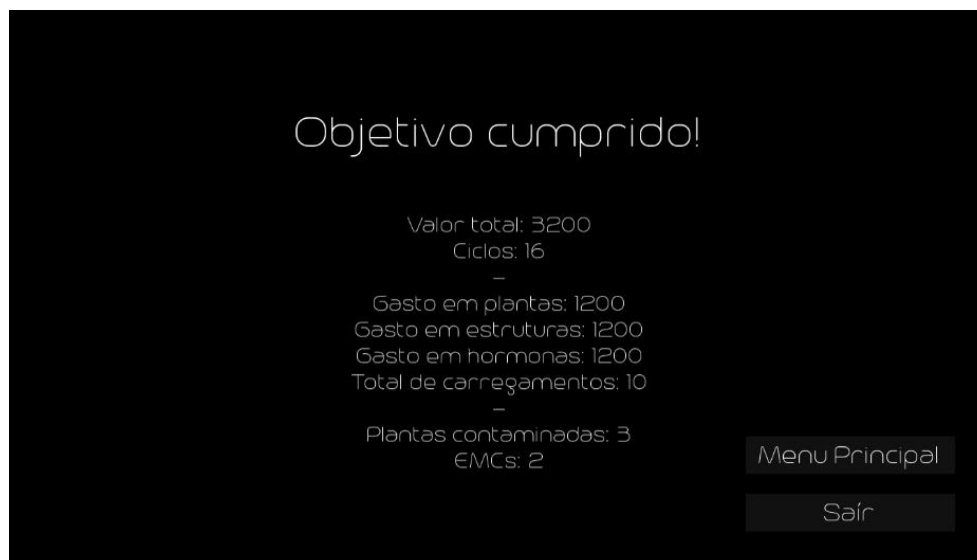 Objetivo cumprido!
Valor total: 3200
Ciclos: 16
–
Gasto em plantas: 1200
Gasto em estruturas: 1200
Gasto em hormonas: 1200
Total de carregamentos: 10
–
Plantas contaminadas: 3
EMCs: 2
Menu Principal
Saír